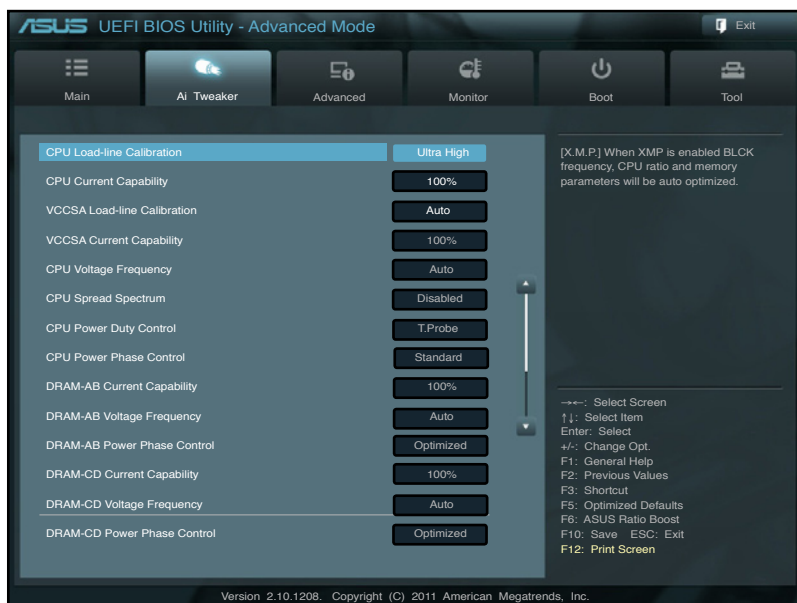 ASUS UEFI BIOS Utility - Advanced Mode
Exit
Main
Ai Tweaker
Advanced
Monitor
Boot
Tool
CPU Load-line Calibration Ultra High
CPU Current Capability 100%
VCCSA Load-line Calibration Auto
VCCSA Current Capability 100%
CPU Voltage Frequency Auto
CPU Spread Spectrum Disabled
CPU Power Duty Control T.Probe
CPU Power Phase Control Standard
DRAM-AB Current Capability 100%
DRAM-AB Voltage Frequency Auto
DRAM-AB Power Phase Control Optimized
DRAM-CD Current Capability 100%
DRAM-CD Voltage Frequency Auto
DRAM-CD Power Phase Control Optimized
[X.M.P.] When XMP is enabled BLCK
frequency, CPU ratio and memory
parameters will be auto optimized.
→←: Select Screen
↑↓: Select Item
Enter: Select
+/-: Change Opt.
F1: General Help
F2: Previous Values
F3: Shortcut
F5: Optimized Defaults
F6: ASUS Ratio Boost
F10: Save ESC: Exit
F12: Print Screen
Version 2.10.1208. Copyright (C) 2011 American Megatrends, Inc.